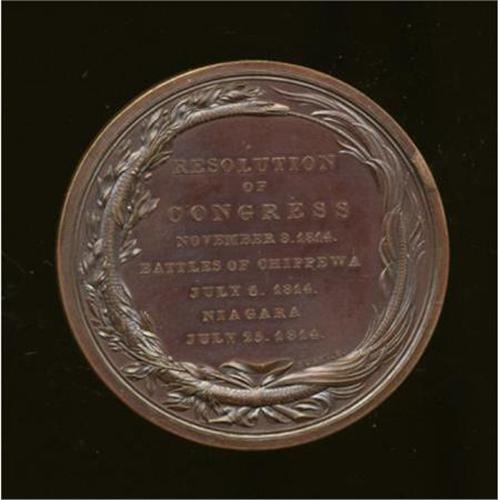 RESOLUTION
OF
CONGRESS
NOVEMBER 3. 1814.
BATTLES OF CHIPPEWA
JULY 5. 1814.
NIAGARA
JULY 25. 1814.